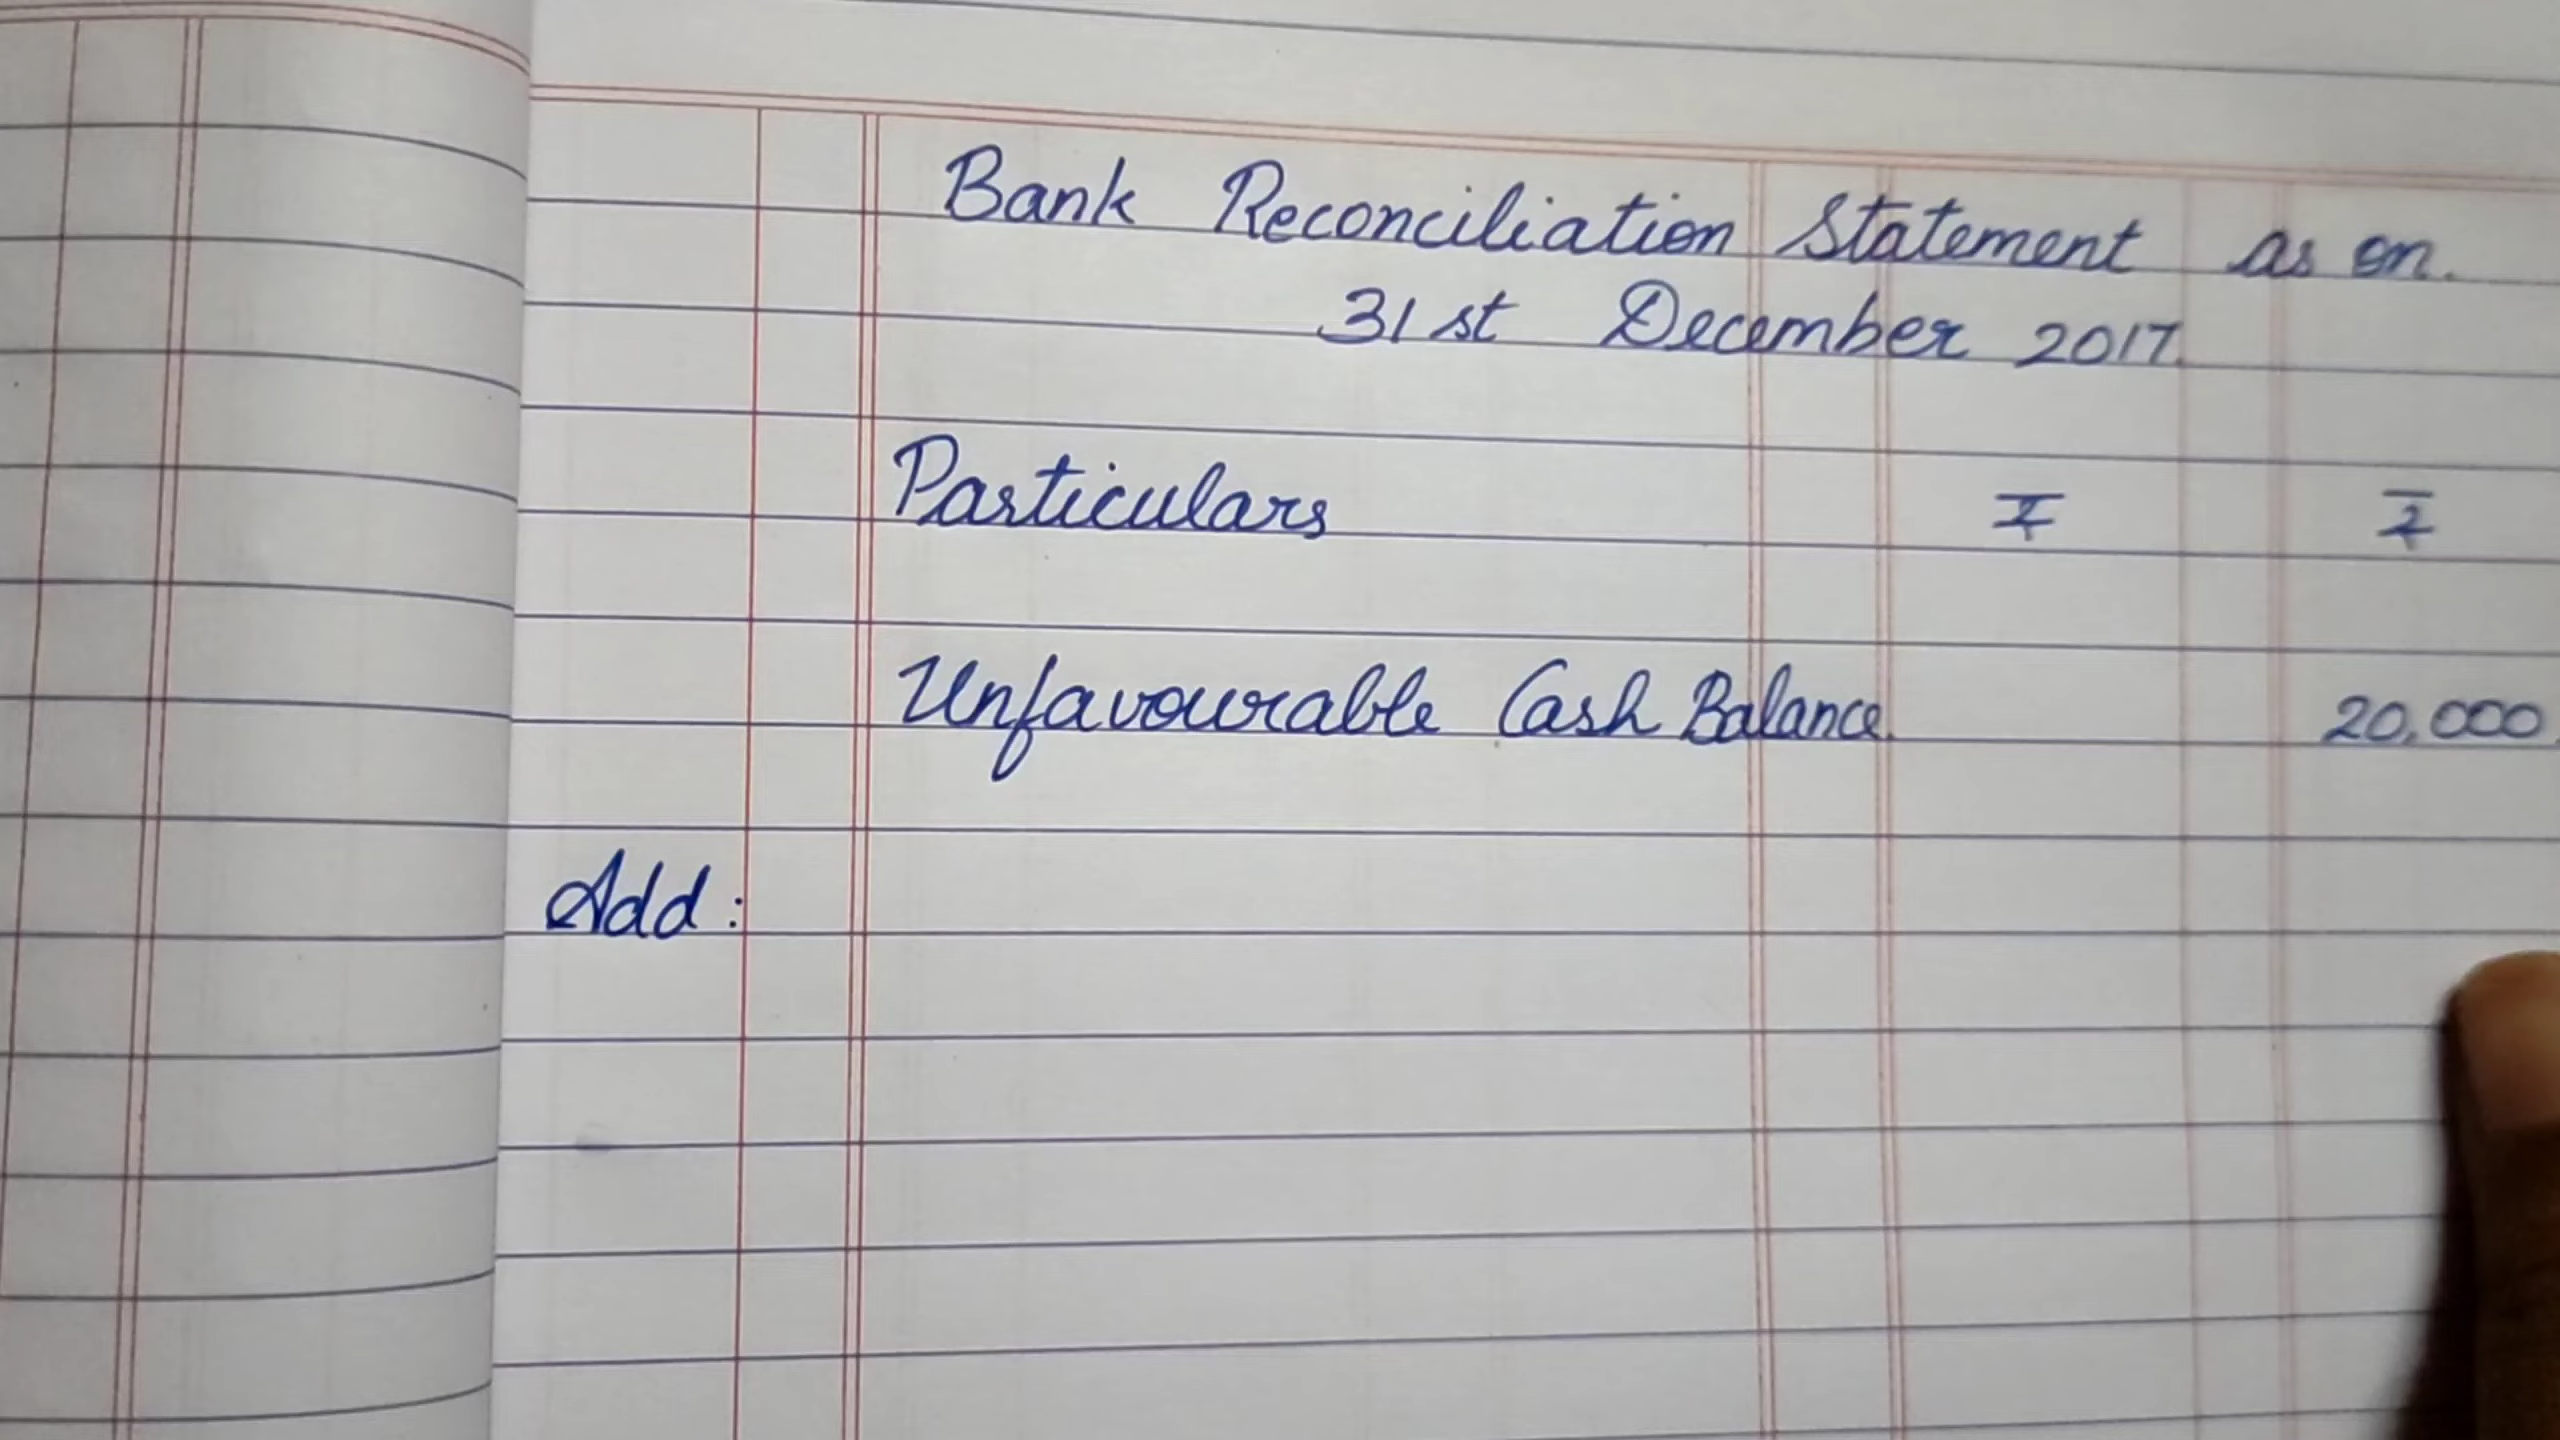 Bank Reconciliation Statement as on.
31st December 2017.
Particulars ₹ ₹
Unfavourable Cash Balance. 20,000.
Add: